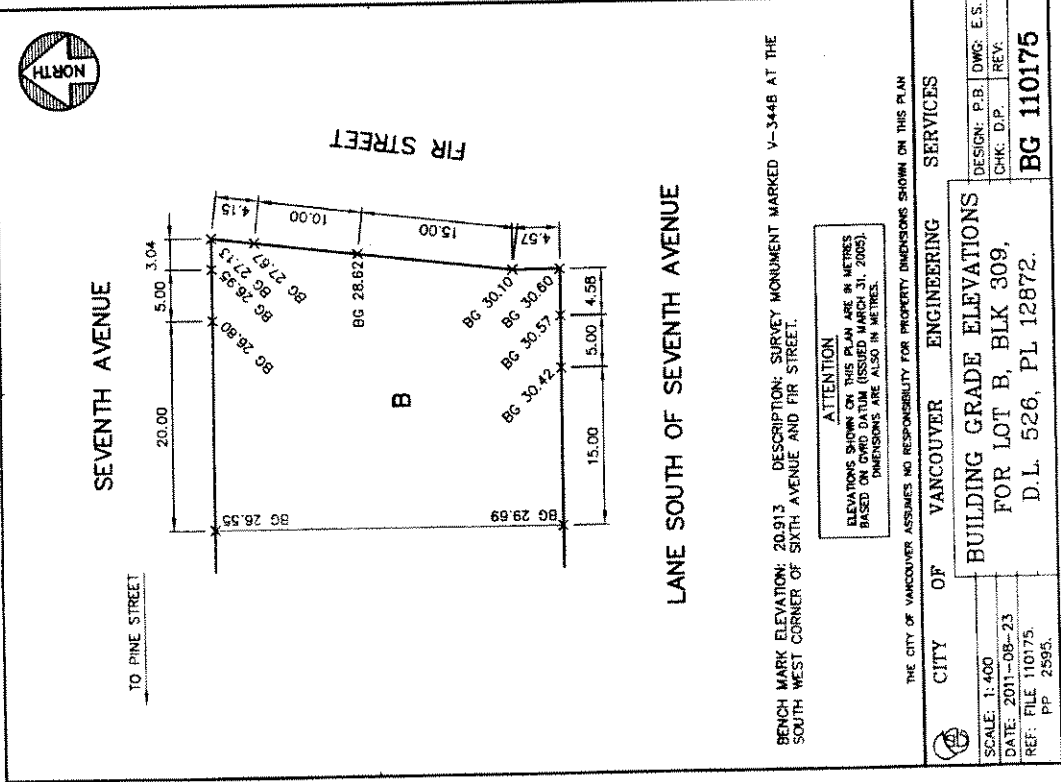 NORTH
SEVENTH AVENUE
TO PINE STREET
20.00
5.00
3.04
4.15
10.00
15.00
4.57
FIR STREET
BG 26.55
BG 26.80
BG 26.95
BG 27.13
BG 27.67
BG 28.62
B
BG 30.10
BG 30.60
BG 30.57
BG 30.42
BG 29.69
15.00
5.00
4.58
LANE SOUTH OF SEVENTH AVENUE
BENCH MARK ELEVATION: 20.913 DESCRIPTION: SURVEY MONUMENT MARKED V-3448 AT THE
SOUTH WEST CORNER OF SIXTH AVENUE AND FIR STREET.
ATTENTION
ELEVATIONS SHOWN ON THIS PLAN ARE IN METRES
BASED ON GVRD DATUM (ISSUED MARCH 31, 2005).
DIMENSIONS ARE ALSO IN METRES.
THE CITY OF VANCOUVER ASSUMES NO RESPONSIBILITY FOR PROPERTY DIMENSIONS SHOWN ON THIS PLAN
CITY OF VANCOUVER ENGINEERING SERVICES
SCALE: 1:400
DATE: 2011-08-23
REF: FILE 110175.
PP 2595.
BUILDING GRADE ELEVATIONS
FOR LOT B, BLK 309,
D.L. 526, PL 12872.
DESIGN: P.B. DWG: E.S.
CHK: D.P. REV:
BG 110175